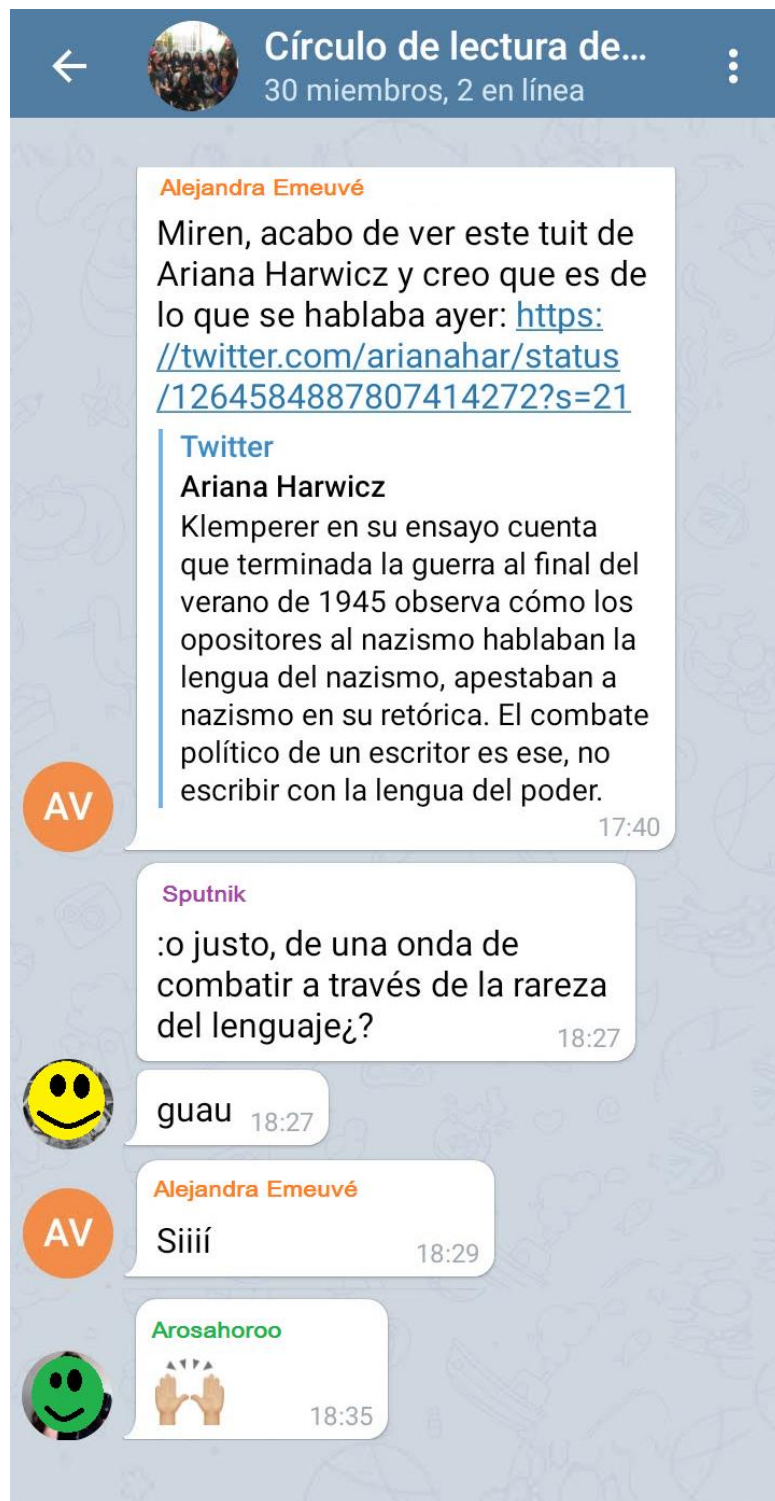 Círculo de lectura de...
30 miembros, 2 en línea
Alejandra Emeuvé
Miren, acabo de ver este tuit de
Ariana Harwicz y creo que es de
lo que se hablaba ayer: https:
//twitter.com/arianahar/status
/1264584887807414272?s=21
Twitter
Ariana Harwicz
Klemperer en su ensayo cuenta
que terminada la guerra al final del
verano de 1945 observa cómo los
opositores al nazismo hablaban la
lengua del nazismo, apestaban a
nazismo en su retórica. El combate
político de un escritor es ese, no
escribir con la lengua del poder.
17:40
AV
Sputnik
:o justo, de una onda de
combatir a través de la rareza
del lenguaje¿?
18:27
guau 18:27
Alejandra Emeuvé
AV
Siiií 18:29
Arosahoroo
18:35